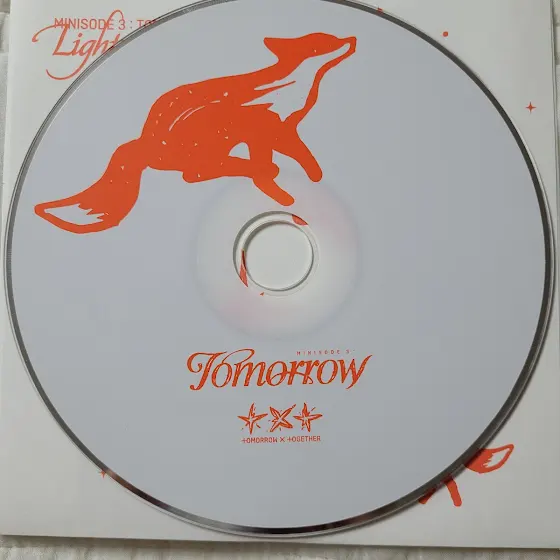 MINISODE 3 : TO
Light
MINISODE 3
Tomorrow
TOMORROW × TOGETHER